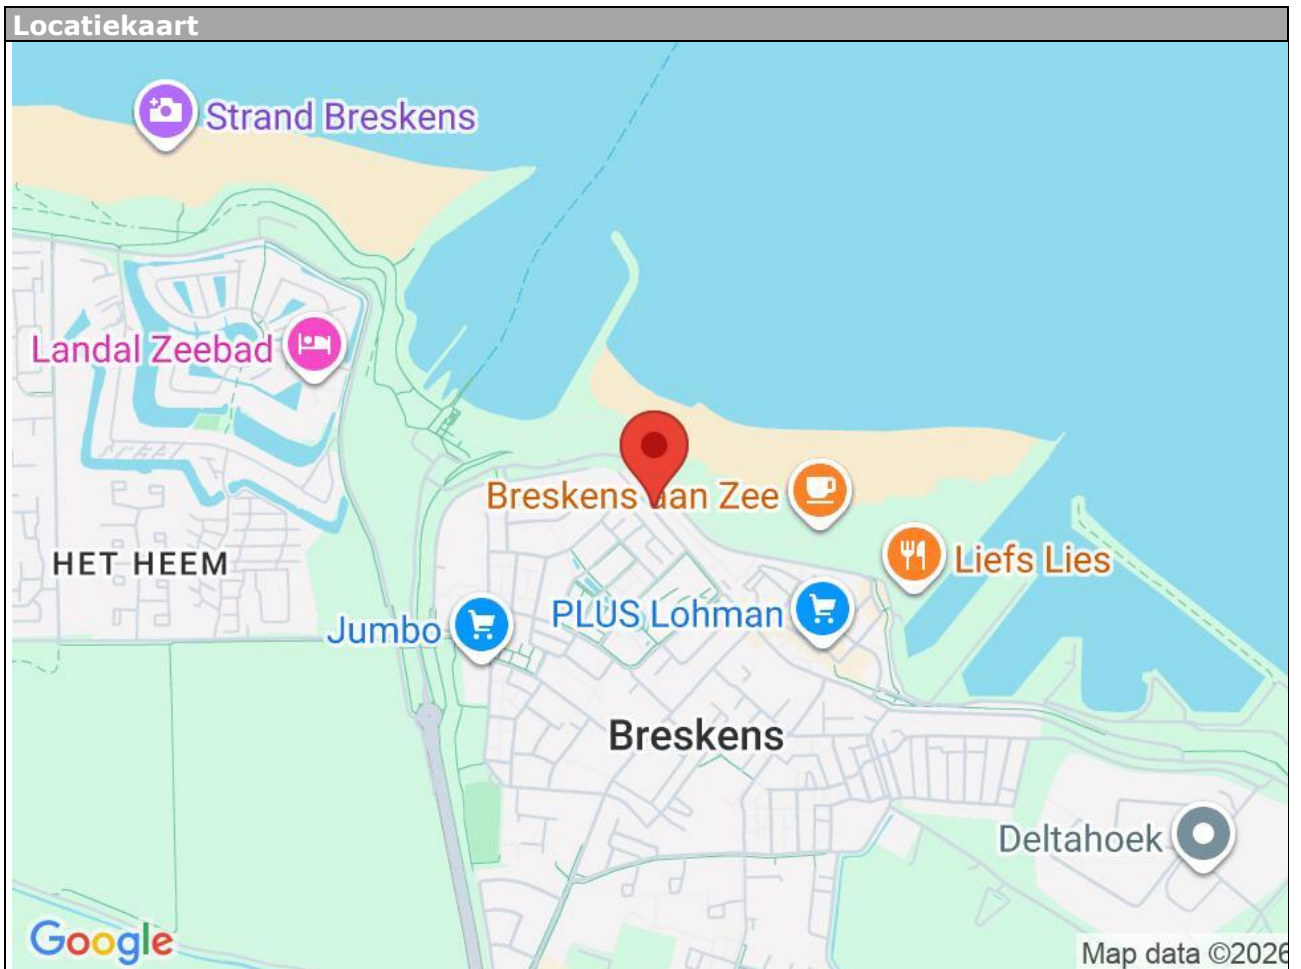 Locatiekaart
Strand Breskens
Landal Zeebad
Breskens aan Zee
HET HEEM
Liefs Lies
Jumbo
PLUS Lohman
Breskens
Deltahoek
Google
Map data ©2026